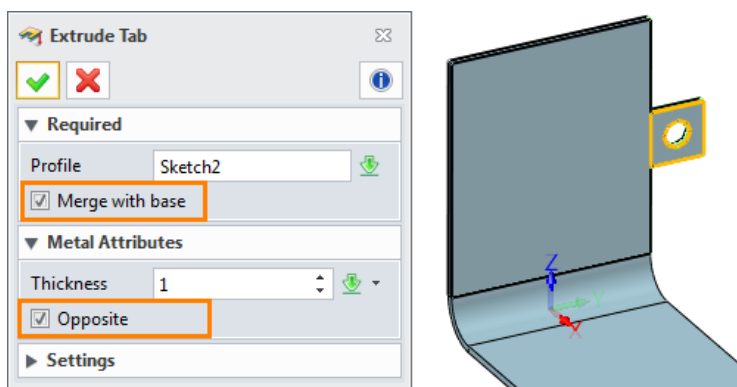 Extrude Tab
Required
Profile Sketch2
Merge with base
Metal Attributes
Thickness 1
Opposite
Settings
Z
Y
X